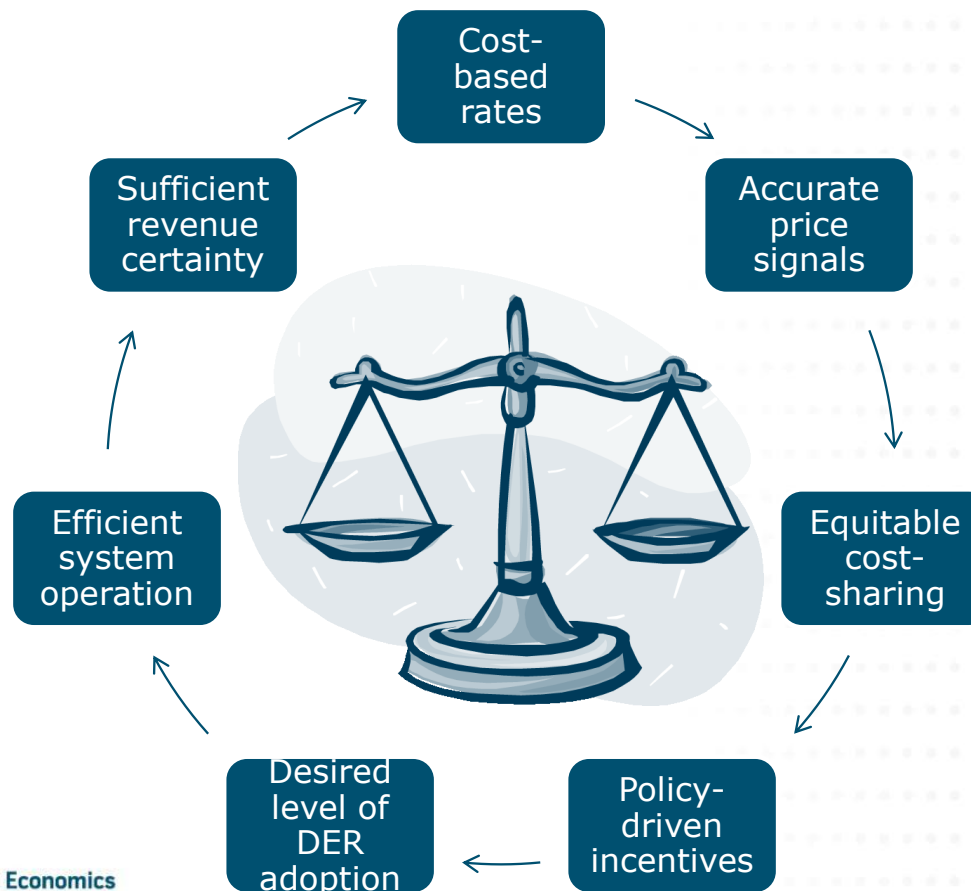 Cost-
based
rates
Accurate
price
signals
Equitable
cost-
sharing
Policy-
driven
incentives
Desired
level of
DER
adoption
Efficient
system
operation
Sufficient
revenue
certainty
Economics